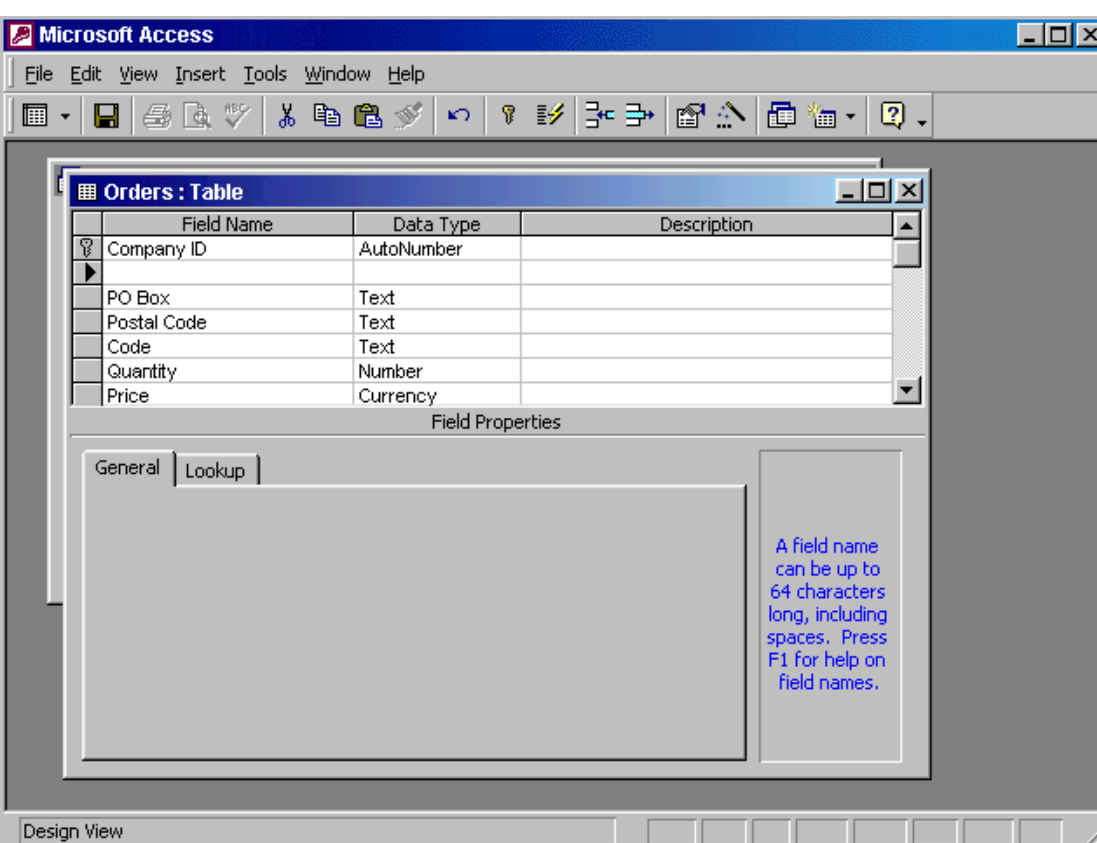 Microsoft Access
File Edit View Insert Tools Window Help
ABC
Orders : Table
Field Name Data Type Description
Company ID AutoNumber
PO Box Text
Postal Code Text
Code Text
Quantity Number
Price Currency
Field Properties
General Lookup
A field name
can be up to
64 characters
long, including
spaces. Press
F1 for help on
field names.
Design View